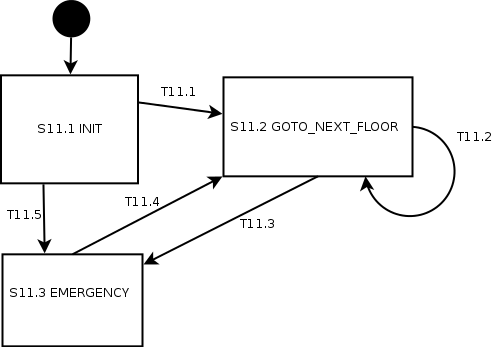 T11.1
S11.1 INIT
S11.2 GOTO_NEXT_FLOOR
T11.2
T11.5
T11.4
T11.3
S11.3 EMERGENCY